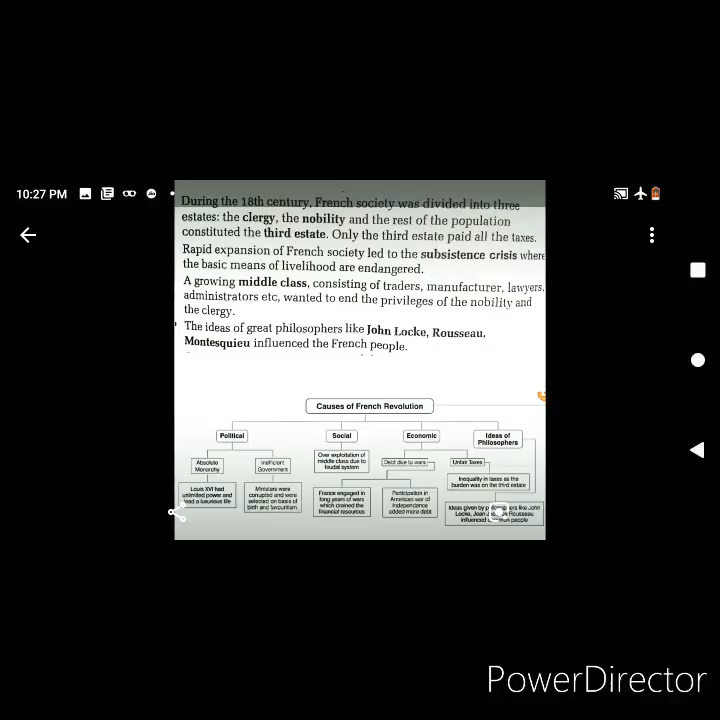 10:27 PM
During the 18th century, French society was divided into three
estates: the clergy, the nobility and the rest of the population
constituted the third estate. Only the third estate paid all the taxes.
Rapid expansion of French society led to the subsistence crisis where
the basic means of livelihood are endangered.
A growing middle class, consisting of traders, manufacturer, lawyers,
administrators etc, wanted to end the privileges of the nobility and
the clergy.
The ideas of great philosophers like John Locke, Rousseau,
Montesquieu influenced the French people.
Causes of French Revolution
Political
Social
Economic
Ideas of
Philosophers
Absolute
Monarchy
Inefficient
Government
Over exploitation of
middle class due to
feudal system
Debt due to wars
Unfair Taxes
Louis XVI had
unlimited power and
lead a luxurious life
Ministers were
corrupted and were
selected on basis of
birth and favouritism
France engaged in
long years of wars
which drained the
financial resources
Participation in
American war of
Independence
added more debt
Inequality in taxes as the
burden was on the third estate
Ideas given by philosophers like John
Locke, Jean Rousseau
influenced people
PowerDirector